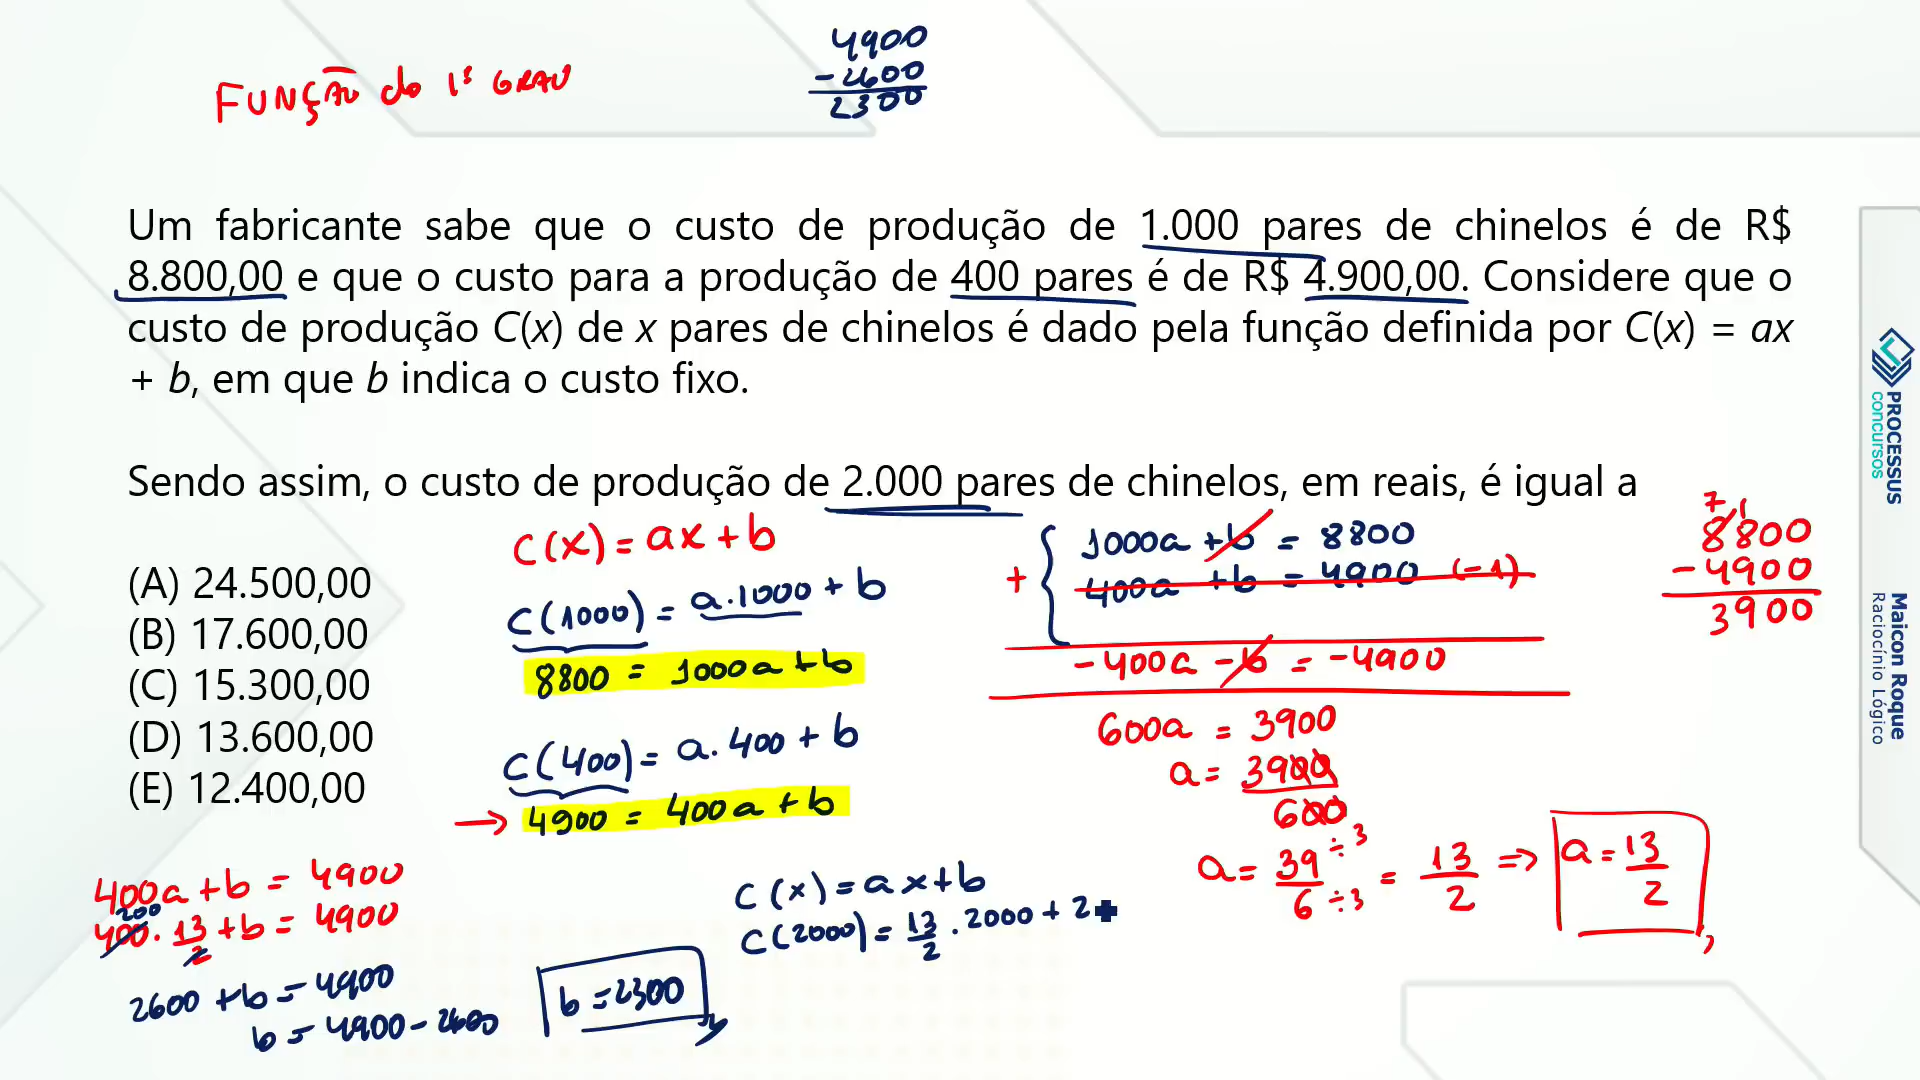 FUNÇÃO do 1º GRAU
4900
-2600
2300
Um fabricante sabe que o custo de produção de 1.000 pares de chinelos é de R$
8.800,00 e que o custo para a produção de 400 pares é de R$ 4.900,00. Considere que o
custo de produção C(x) de x pares de chinelos é dado pela função definida por C(x) = ax
+ b, em que b indica o custo fixo.
Sendo assim, o custo de produção de 2.000 pares de chinelos, em reais, é igual a
(A) 24.500,00
(B) 17.600,00
(C) 15.300,00
(D) 13.600,00
(E) 12.400,00
C(x) = ax + b
C(1000) = a.1000 + b
8800 = 1000a + b
C(400) = a.400 + b
→ 4900 = 400a + b
1000a + b = 8800
+
400a + b = 4900 (-1)
-400a - b = -4900
600a = 3900
a = 3900
600
a = 39 ÷3 = 13 => a = 13
6 ÷3 2 2
7 1
8800
-4900
3900
400a + b = 4900
200
400 . 13 + b = 4900
2
2600 + b = 4900
b = 4900 - 2600
b = 2300
C(x) = ax + b
C(2000) = 13 . 2000 + 2
2
PROCESSUS
concursos
Maicon Roque
Raciocínio Lógico